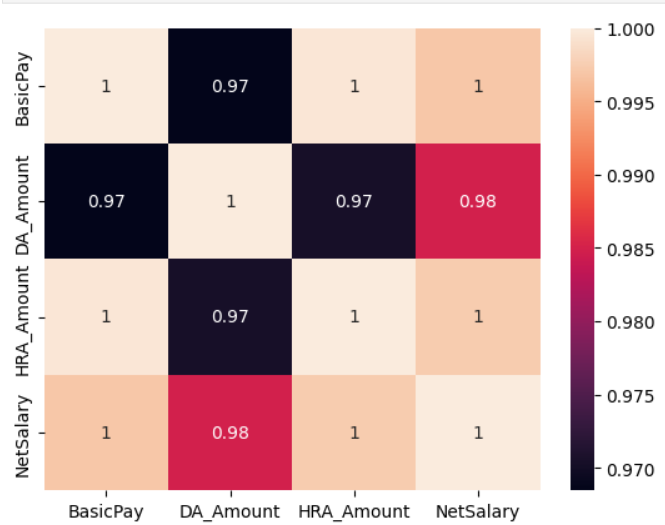 BasicPay 1 0.97 1 1
DA_Amount 0.97 1 0.97 0.98
HRA_Amount 1 0.97 1 1
NetSalary 1 0.98 1 1
BasicPay DA_Amount HRA_Amount NetSalary
1.000
0.995
0.990
0.985
0.980
0.975
0.970